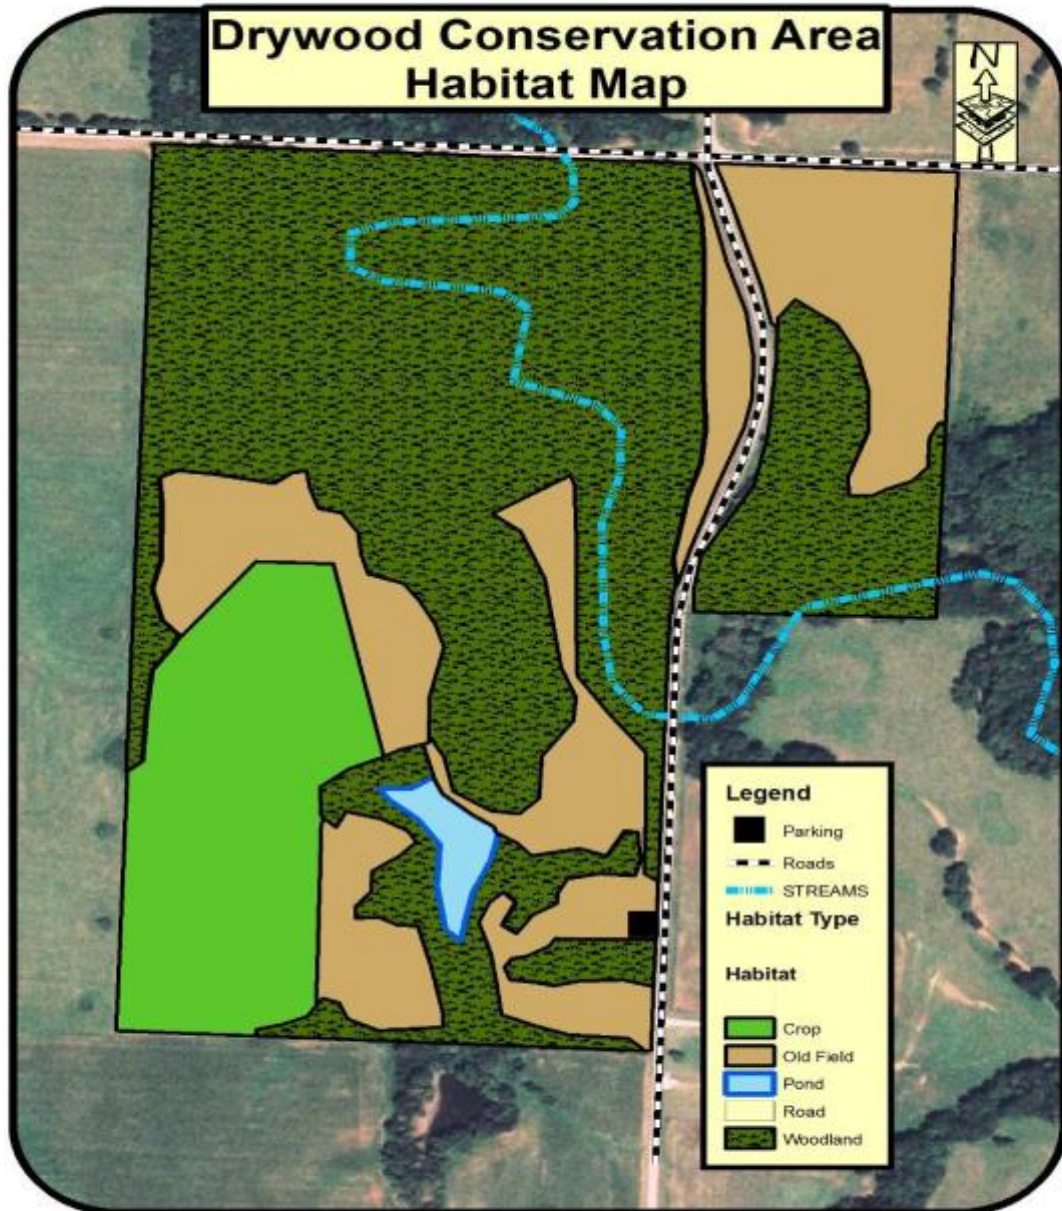 Drywood Conservation Area
Habitat Map
N
Legend
Parking
Roads
STREAMS
Habitat Type
Habitat
Crop
Old Field
Pond
Road
Woodland